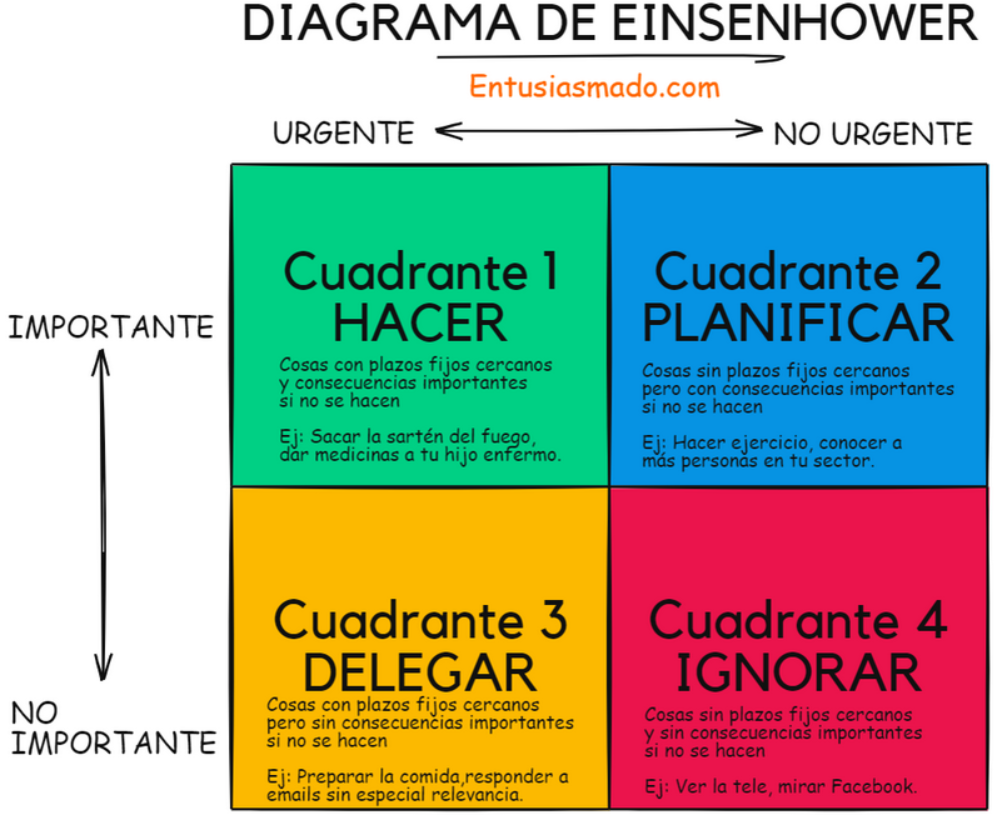 DIAGRAMA DE EINSENHOWER
Entusiasmado.com
URGENTE
NO URGENTE
IMPORTANTE
NO
IMPORTANTE
Cuadrante 1
HACER
Cosas con plazos fijos cercanos
y consecuencias importantes
si no se hacen
Ej: Sacar la sartén del fuego,
dar medicinas a tu hijo enfermo.
Cuadrante 2
PLANIFICAR
Cosas sin plazos fijos cercanos
pero con consecuencias importantes
si no se hacen
Ej: Hacer ejercicio, conocer a
más personas en tu sector.
Cuadrante 3
DELEGAR
Cosas con plazos fijos cercanos
pero sin consecuencias importantes
si no se hacen
Ej: Preparar la comida,responder a
emails sin especial relevancia.
Cuadrante 4
IGNORAR
Cosas sin plazos fijos cercanos
y sin consecuencias importantes
si no se hacen
Ej: Ver la tele, mirar Facebook.